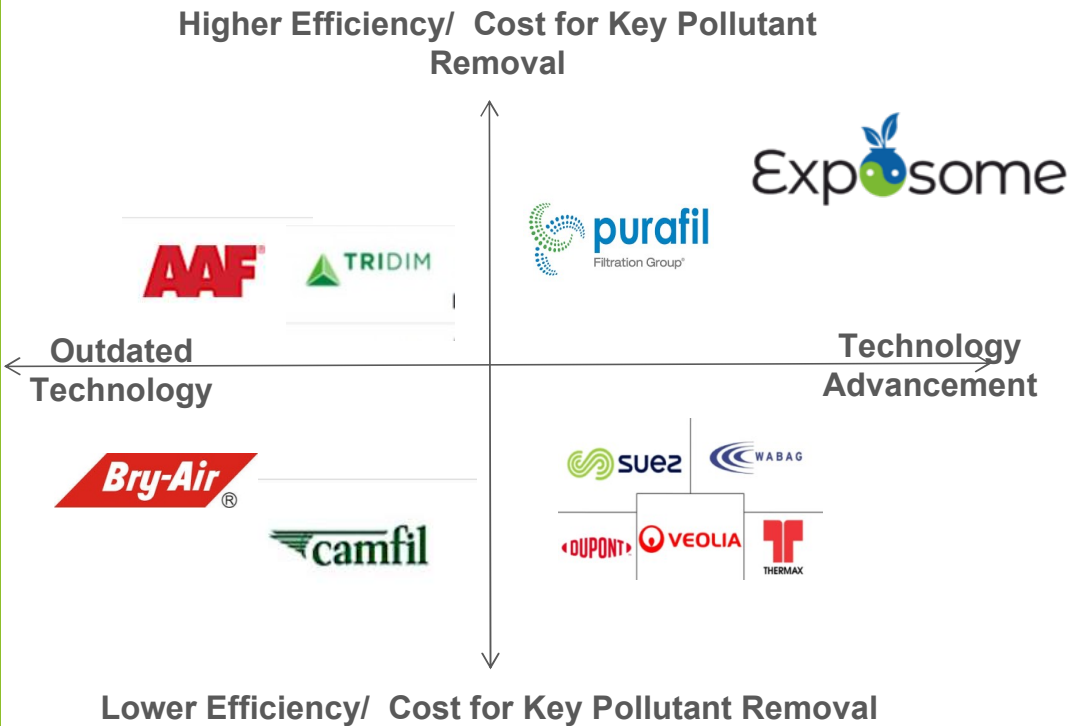 Higher Efficiency/ Cost for Key Pollutant
Removal
Exposome
purafil
Filtration Group®
AAF®
TRIDIM
Outdated
Technology
Technology
Advancement
Bry-Air®
camfil
suez
WABAG
DUPONT
VEOLIA
THERMAX
Lower Efficiency/ Cost for Key Pollutant Removal